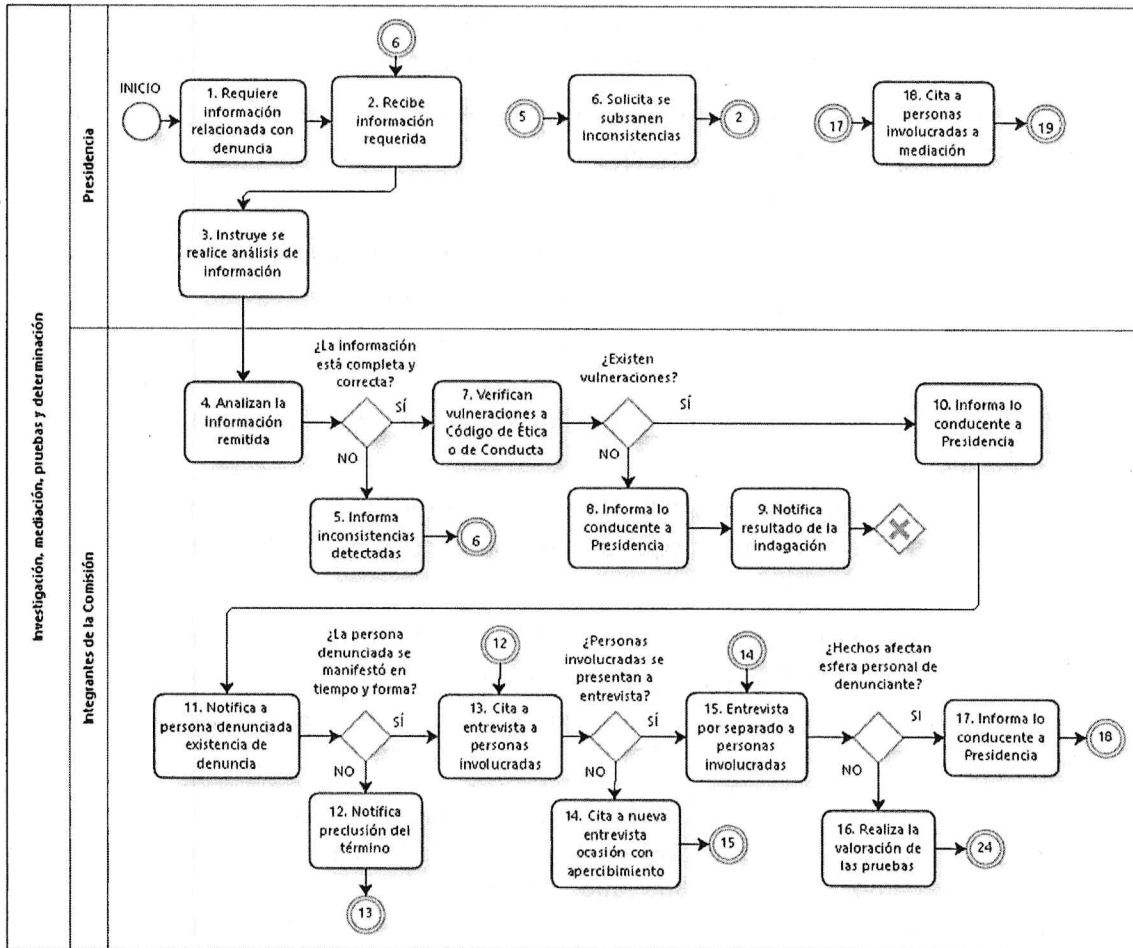 Investigación, mediación, pruebas y determinación
Presidencia
INICIO
1. Requiere
información
relacionada con
denuncia
6
2. Recibe
información
requerida
5
6. Solicita se
subsanen
inconsistencias
2
17
18. Cita a
personas
involucradas a
mediación
19
3. Instruye se
realice análisis de
información
Integrantes de la Comisión
4. Analizan la
información
remitida
¿La información
está completa y
correcta?
SÍ
NO
5. Informa
inconsistencias
detectadas
6
7. Verifican
vulneraciones a
Código de Ética
o de Conducta
¿Existen
vulneraciones?
SÍ
NO
8. Informa lo
conducente a
Presidencia
9. Notifica
resultado de la
indagación
10. Informa lo
conducente a
Presidencia
11. Notifica a
persona denunciada
existencia de
denuncia
¿La persona
denunciada se
manifestó en
tiempo y forma?
SÍ
NO
12. Notifica
preclusión del
término
13
12
13. Cita a
entrevista a
personas
involucradas
¿Personas
involucradas se
presentan a
entrevista?
SÍ
NO
14. Cita a nueva
entrevista
ocasión con
apercibimiento
15
14
15. Entrevista
por separado a
personas
involucradas
¿Hechos afectan
esfera personal de
denunciante?
SI
NO
16. Realiza la
valoración de
las pruebas
24
17. Informa lo
conducente a
Presidencia
18